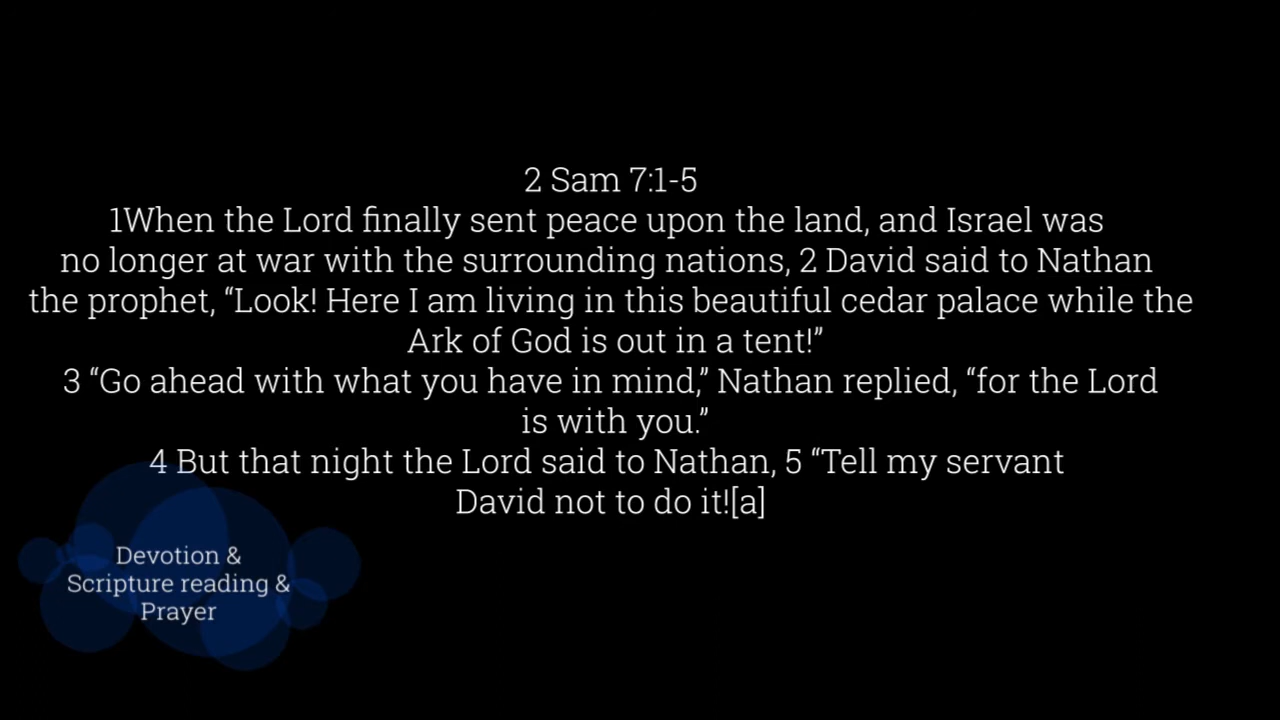 2 Sam 7:1-5
1When the Lord finally sent peace upon the land, and Israel was
no longer at war with the surrounding nations, 2 David said to Nathan
the prophet, “Look! Here I am living in this beautiful cedar palace while the
Ark of God is out in a tent!”
3 “Go ahead with what you have in mind,” Nathan replied, “for the Lord
is with you.”
4 But that night the Lord said to Nathan, 5 “Tell my servant
David not to do it![a]
Devotion &
Scripture reading &
Prayer